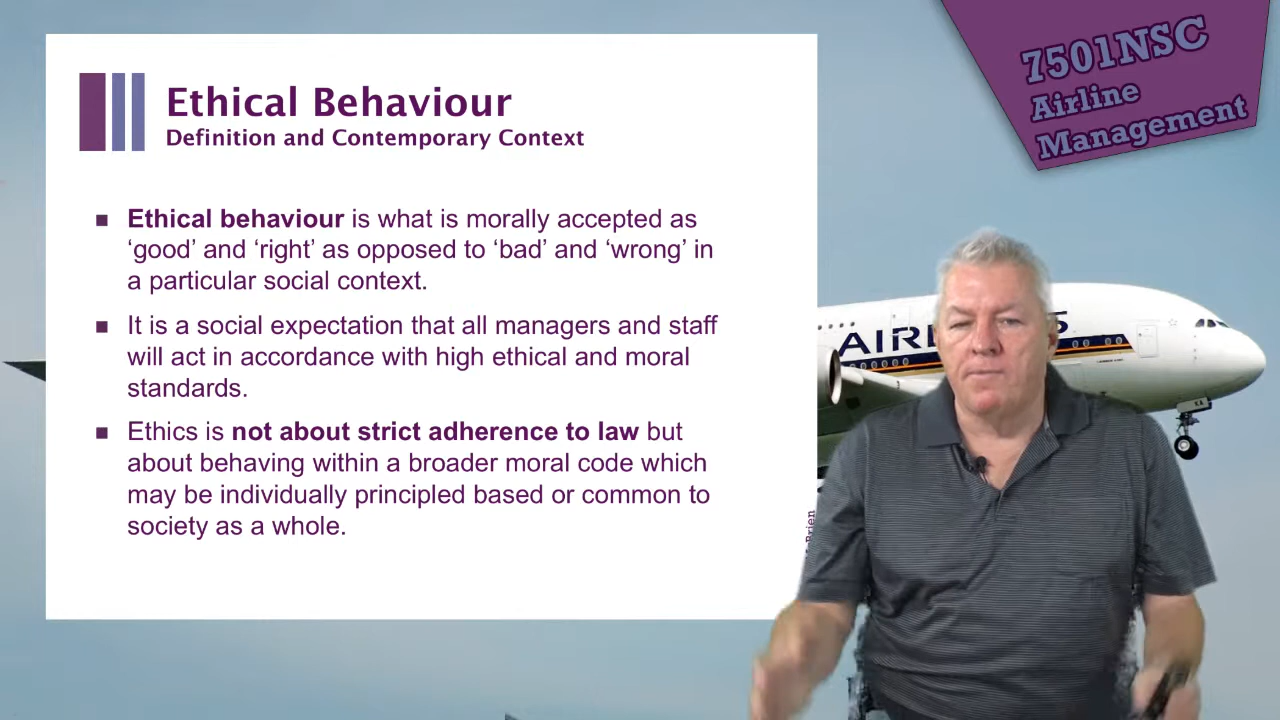 7501NSC
Airline
Management
Ethical Behaviour
Definition and Contemporary Context
Ethical behaviour is what is morally accepted as
‘good’ and ‘right’ as opposed to ‘bad’ and ‘wrong’ in
a particular social context.
It is a social expectation that all managers and staff
will act in accordance with high ethical and moral
standards.
Ethics is not about strict adherence to law but
about behaving within a broader moral code which
may be individually principled based or common to
society as a whole.